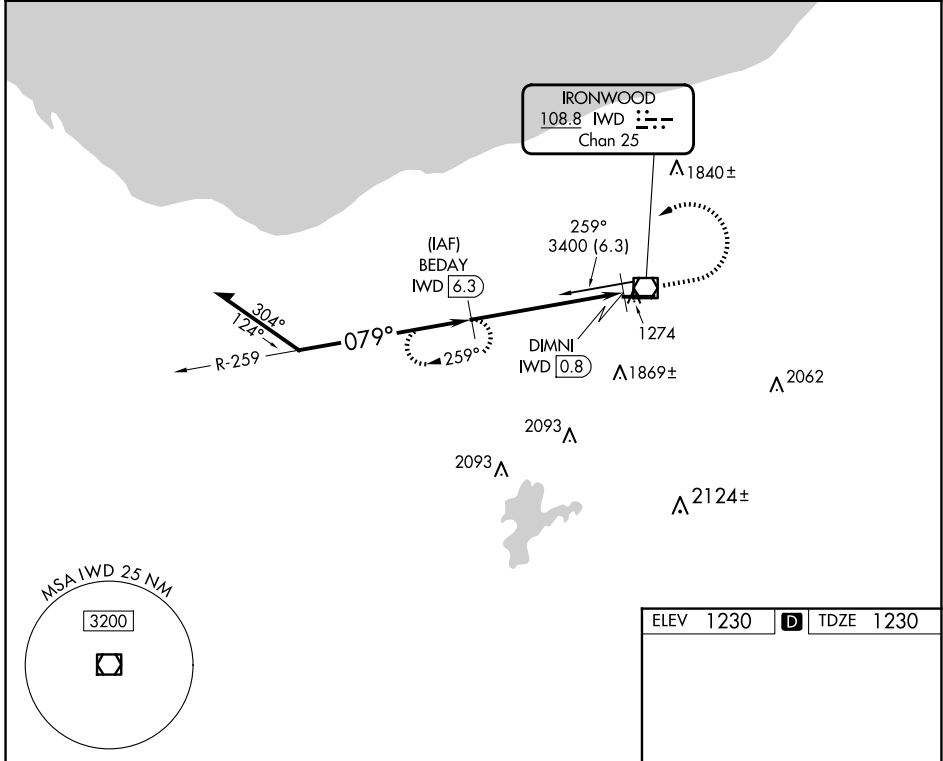 IRONWOOD
108.8 IWD
Chan 25
1840±
259°
3400 (6.3)
(IAF)
BEDAY
IWD 6.3
304°
124°
079°
R-259
259°
DIMNI
IWD 0.8
1274
1869±
2062
2093
2093
2124±
MSA IWD 25 NM
3200
ELEV 1230 D TDZE 1230